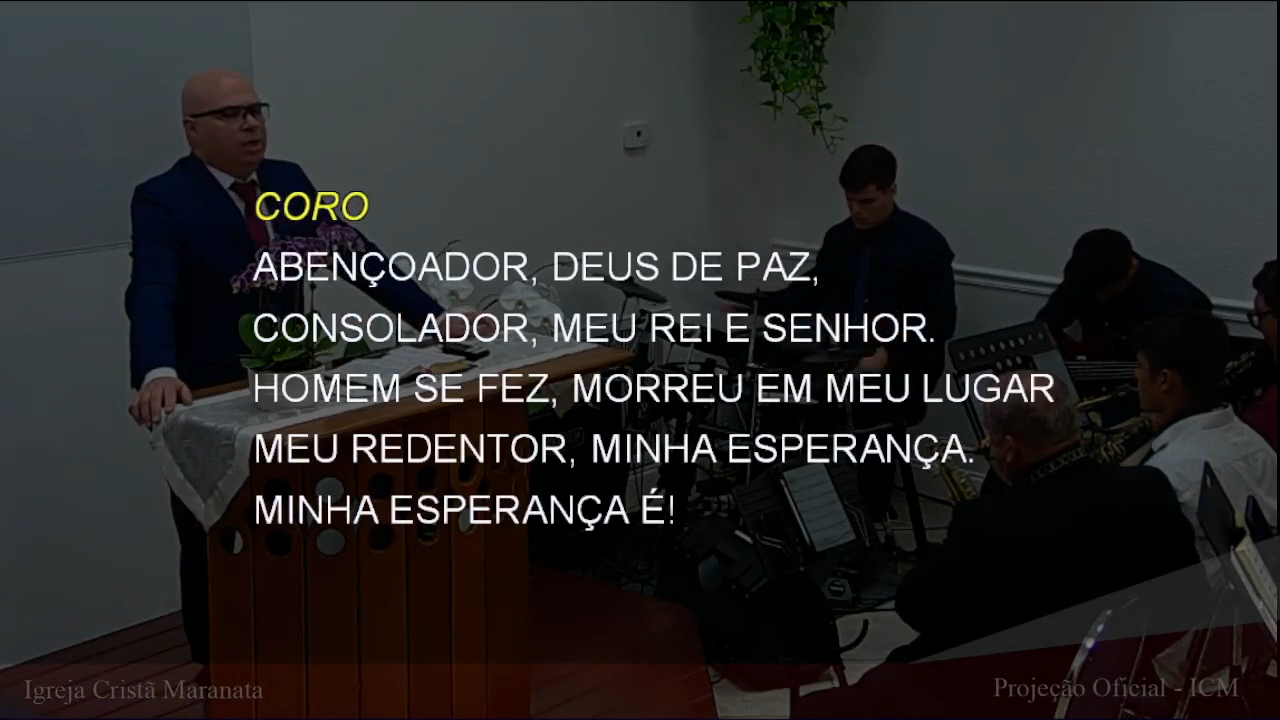 CORO
ABENÇOADOR, DEUS DE PAZ,
CONSOLADOR, MEU REI E SENHOR.
HOMEM SE FEZ, MORREU EM MEU LUGAR
MEU REDENTOR, MINHA ESPERANÇA.
MINHA ESPERANÇA É!
Igreja Cristã Maranata
Projeção Oficial - ICM